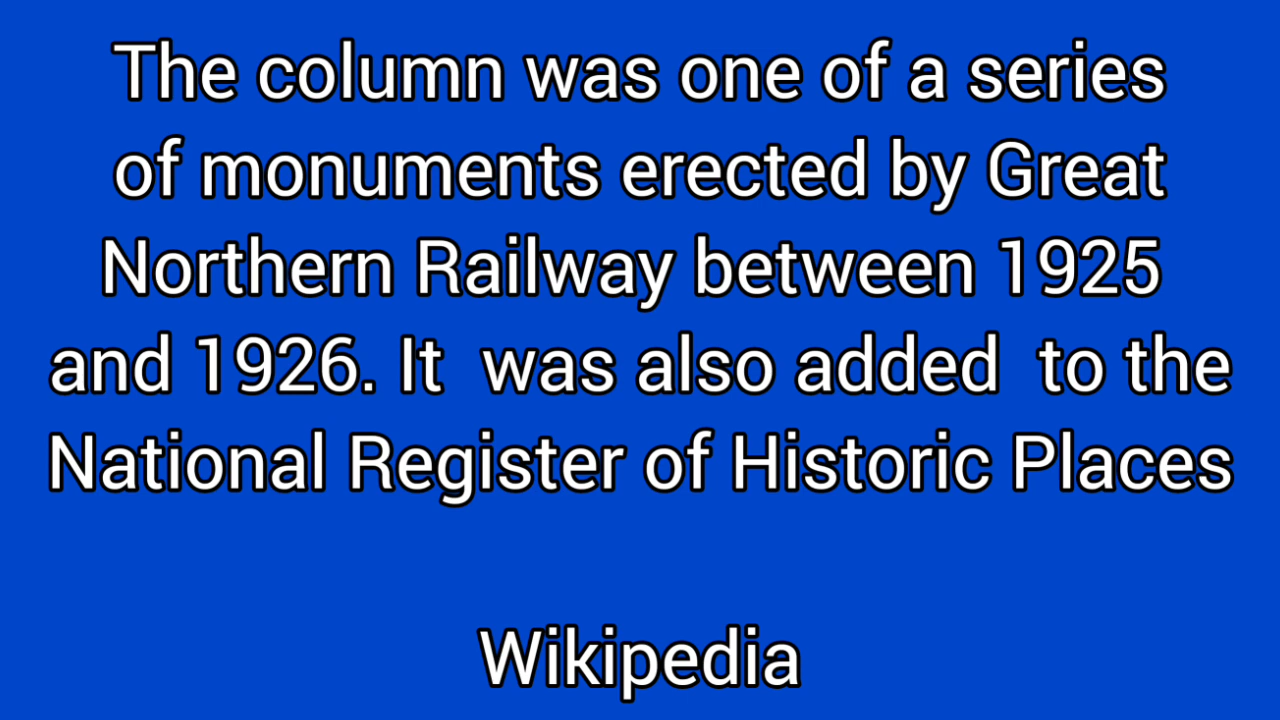 The column was one of a series
of monuments erected by Great
Northern Railway between 1925
and 1926. It  was also added  to the
National Register of Historic Places
Wikipedia